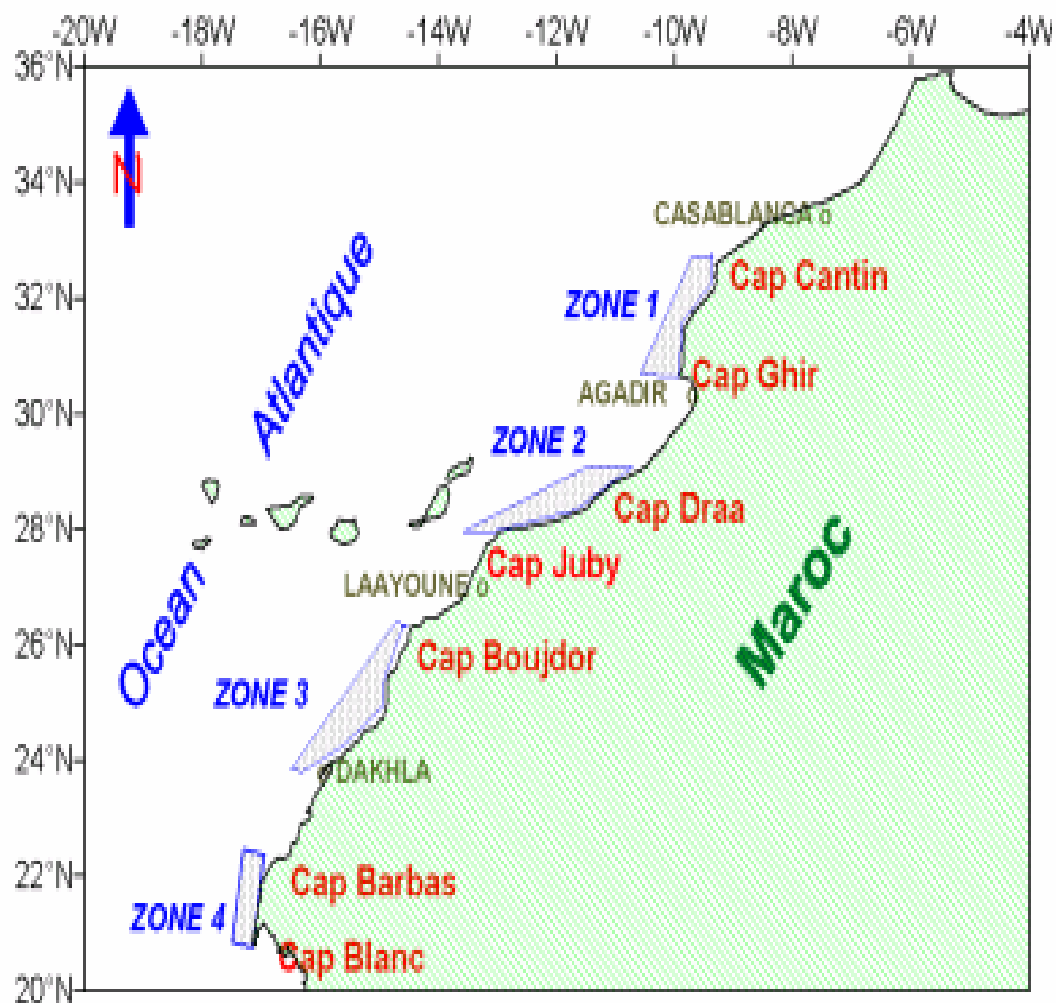 -20W -18W -16W -14W -12W -10W -8W -6W -4W
36°N
N
34°N
CASABLANCA
Cap Cantin
32°N
ZONE 1
Atlantique
Cap Ghir
AGADIR
30°N
ZONE 2
Cap Draa
28°N
Cap Juby
LAAYOUNE
Maroc
Ocean
26°N
Cap Boujdor
ZONE 3
24°N
DAKHLA
22°N
Cap Barbas
ZONE 4
Cap Blanc
20°N